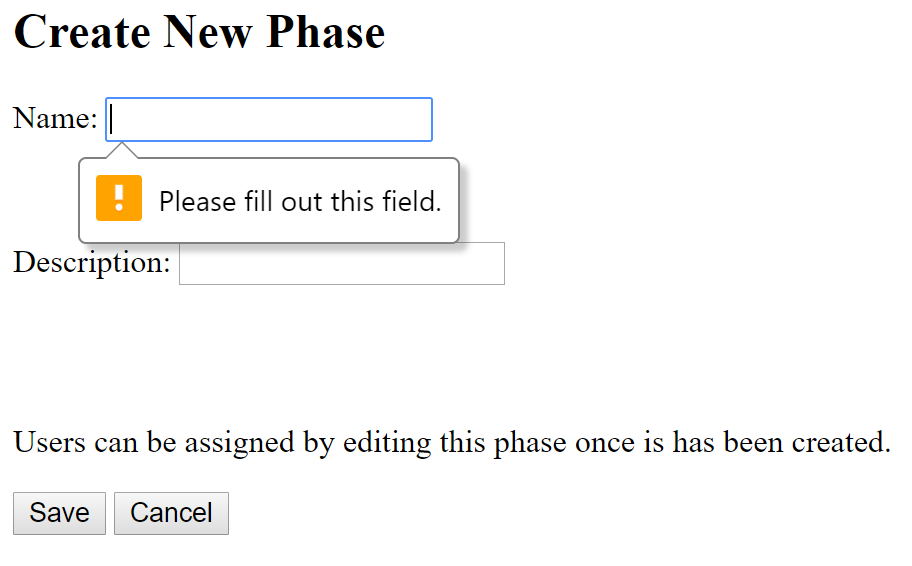 Create New Phase
Name:
Please fill out this field.
Description:
Users can be assigned by editing this phase once is has been created.
Save Cancel